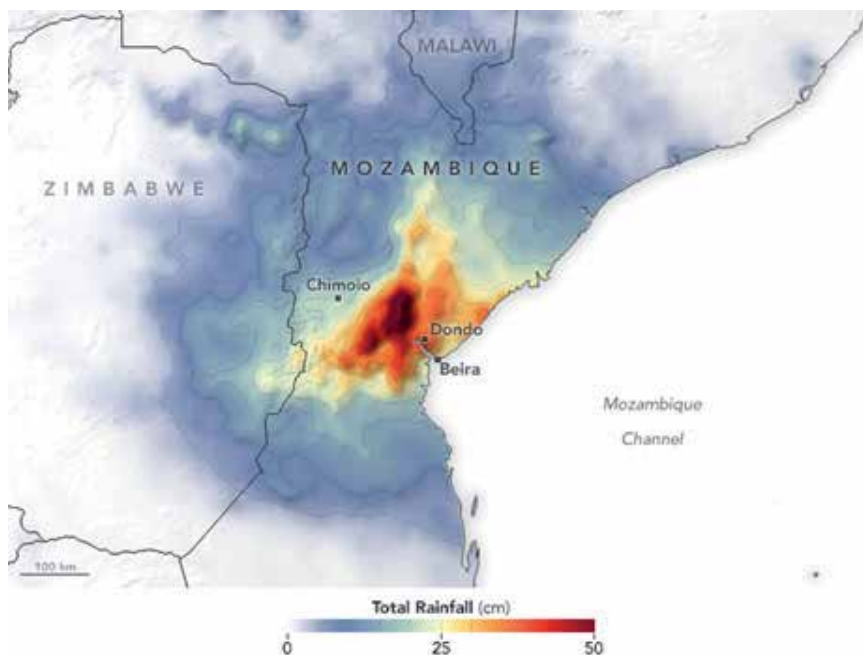 MALAWI
MOZAMBIQUE
ZIMBABWE
Chimoio
Dondo
Beira
Mozambique
Channel
100 km
Total Rainfall (cm)
0 25 50